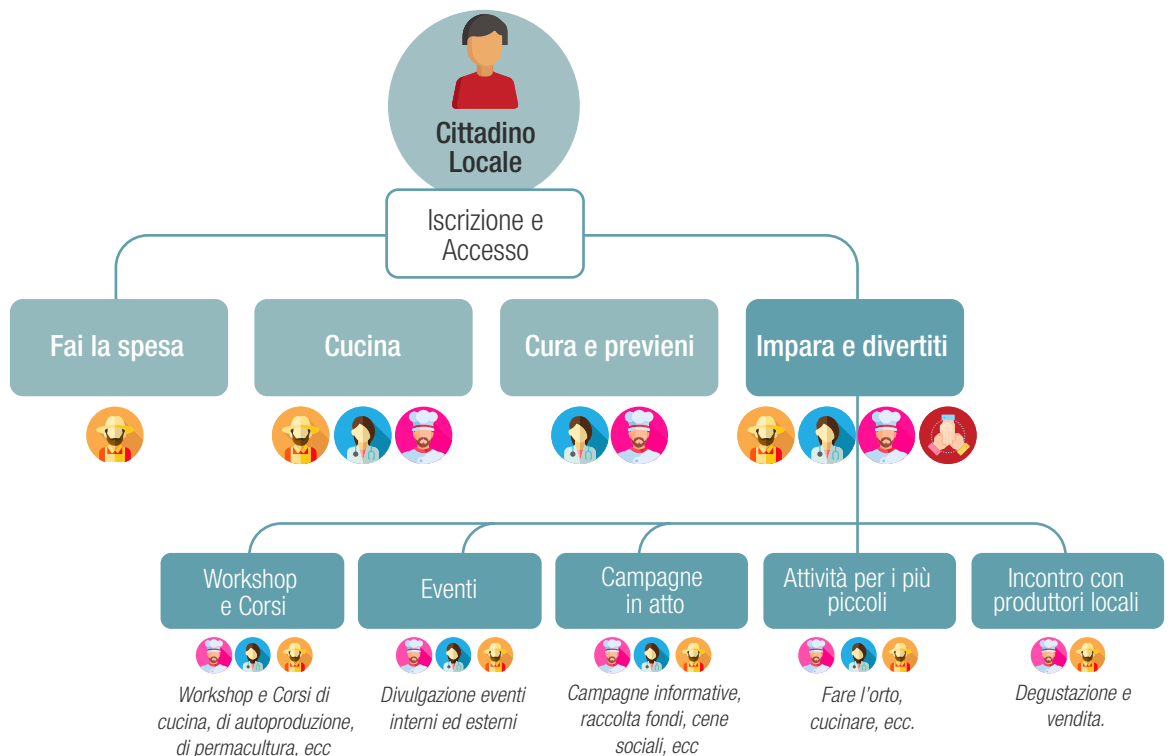 Cittadino
Locale
Iscrizione e
Accesso
Fai la spesa
Cucina
Cura e previeni
Impara e divertiti
Workshop
e Corsi
Eventi
Campagne
in atto
Attività per i più
piccoli
Incontro con
produttori locali
Workshop e Corsi di
cucina, di autoproduzione,
di permacultura, ecc
Divulgazione eventi
interni ed esterni
Campagne informative,
raccolta fondi, cene
sociali, ecc
Fare l’orto,
cucinare, ecc.
Degustazione e
vendita.